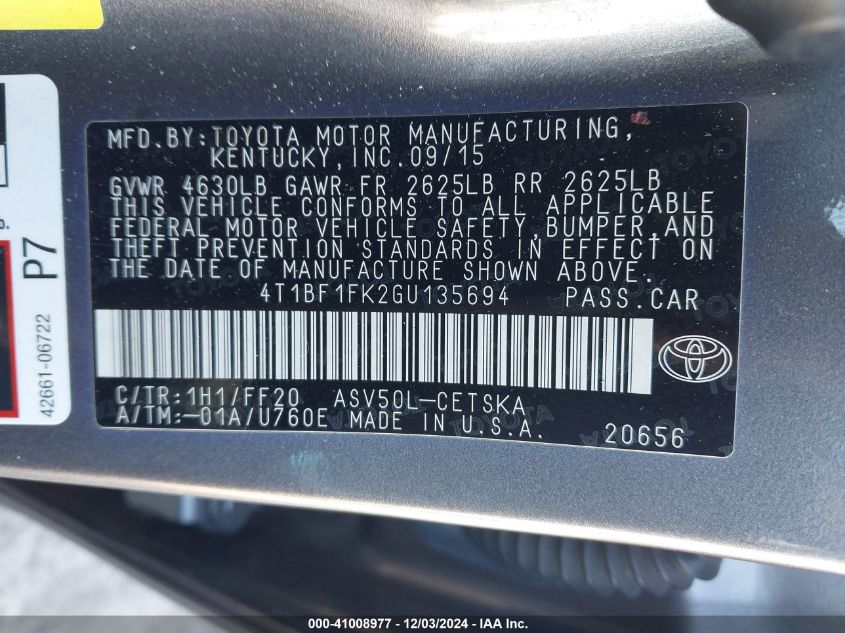 MFD.BY:TOYOTA MOTOR MANUFACTURING,
KENTUCKY,INC.09/15
GVWR 4630LB GAWR FR 2625LB RR 2625LB
THIS VEHICLE CONFORMS TO ALL APPLICABLE
FEDERAL MOTOR VEHICLE SAFETY,BUMPER,AND
THEFT PREVENTION STANDARDS IN EFFECT ON
THE DATE OF MANUFACTURE SHOWN ABOVE.
4T1BF1FK2GU135694 PASS.CAR
C/TR:1H1/FF20 ASV50L-CETSKA
A/TM:-01A/U760E MADE IN U.S.A. 20656
P7
42661-06722
000-41008977 - 12/03/2024 - IAA Inc.